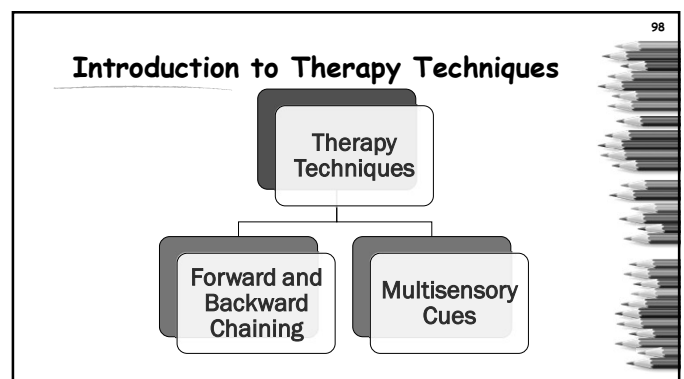 98
Introduction to Therapy Techniques
Therapy
Techniques
Forward and
Backward
Chaining
Multisensory
Cues